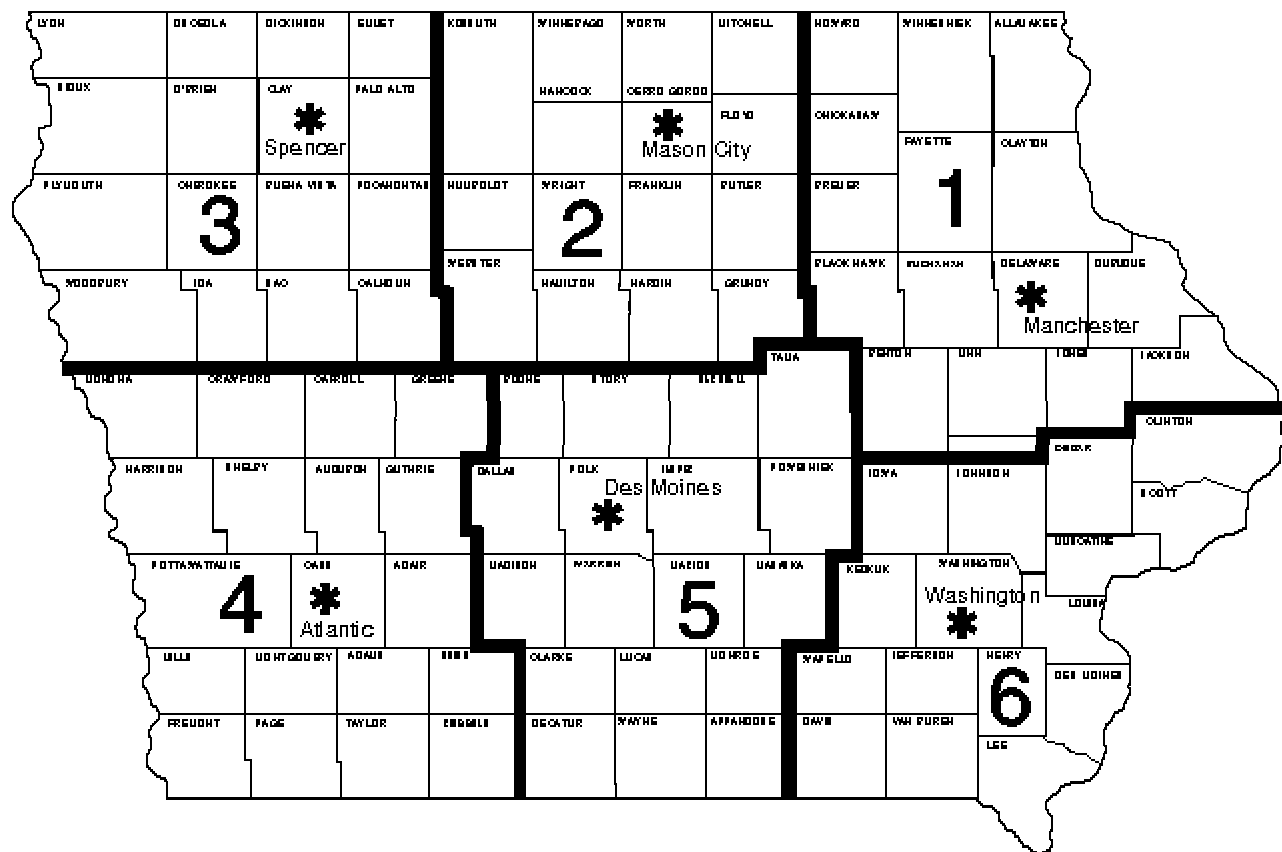 LYON
OSCEOLA
DICKINSON
EMMET
KOSSUTH
WINNEBAGO
WORTH
MITCHELL
HOWARD
WINNESHIEK
ALLAMAKEE
SIOUX
O'BRIEN
CLAY
PALO ALTO
HANCOCK
CERRO GORDO
FLOYD
CHICKASAW
Spencer
Mason City
FAYETTE
CLAYTON
PLYMOUTH
CHEROKEE
BUENA VISTA
POCAHONTAS
HUMBOLDT
WRIGHT
FRANKLIN
BUTLER
BREMER
3
2
1
WEBSTER
BLACK HAWK
BUCHANAN
DELAWARE
DUBUQUE
WOODBURY
IDA
SAC
CALHOUN
HAMILTON
HARDIN
GRUNDY
Manchester
TAMA
BENTON
LINN
JONES
JACKSON
MONONA
CRAWFORD
CARROLL
GREENE
BOONE
STORY
MARSHALL
CLINTON
CEDAR
HARRISON
SHELBY
AUDUBON
GUTHRIE
DALLAS
POLK
JASPER
POWESHIEK
IOWA
JOHNSON
Des Moines
SCOTT
MUSCATINE
POTTAWATTAMIE
CASS
ADAIR
MADISON
WARREN
MARION
MAHASKA
KEOKUK
WASHINGTON
4
5
Washington
LOUISA
Atlantic
MILLS
MONTGOMERY
ADAMS
UNION
CLARKE
LUCAS
MONROE
WAPELLO
JEFFERSON
HENRY
DES MOINES
6
FREMONT
PAGE
TAYLOR
RINGGOLD
DECATUR
WAYNE
APPANOOSE
DAVIS
VAN BUREN
LEE